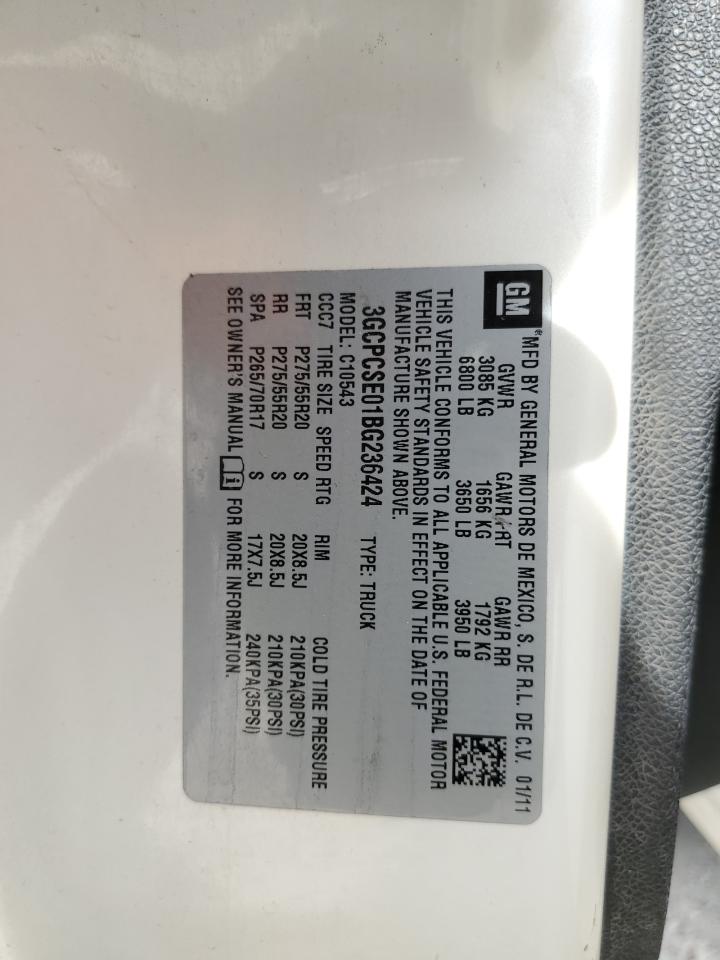 GM ® MFD BY GENERAL MOTORS DE MEXICO, S. DE R.L. DE C.V. 01/11
GVWR GAWR FRT GAWR RR
3085 KG 1656 KG 1792 KG
6800 LB 3650 LB 3950 LB
THIS VEHICLE CONFORMS TO ALL APPLICABLE U.S. FEDERAL MOTOR
VEHICLE SAFETY STANDARDS IN EFFECT ON THE DATE OF
MANUFACTURE SHOWN ABOVE.
3GCPCSE01BG236424 TYPE: TRUCK
MODEL: C10543
CCC7 TIRE SIZE SPEED RTG RIM COLD TIRE PRESSURE
FRT P275/55R20 S 20X8.5J 210KPA(30PSI)
RR P275/55R20 S 20X8.5J 210KPA(30PSI)
SPA P265/70R17 S 17X7.5J 240KPA(35PSI)
SEE OWNER'S MANUAL i FOR MORE INFORMATION.